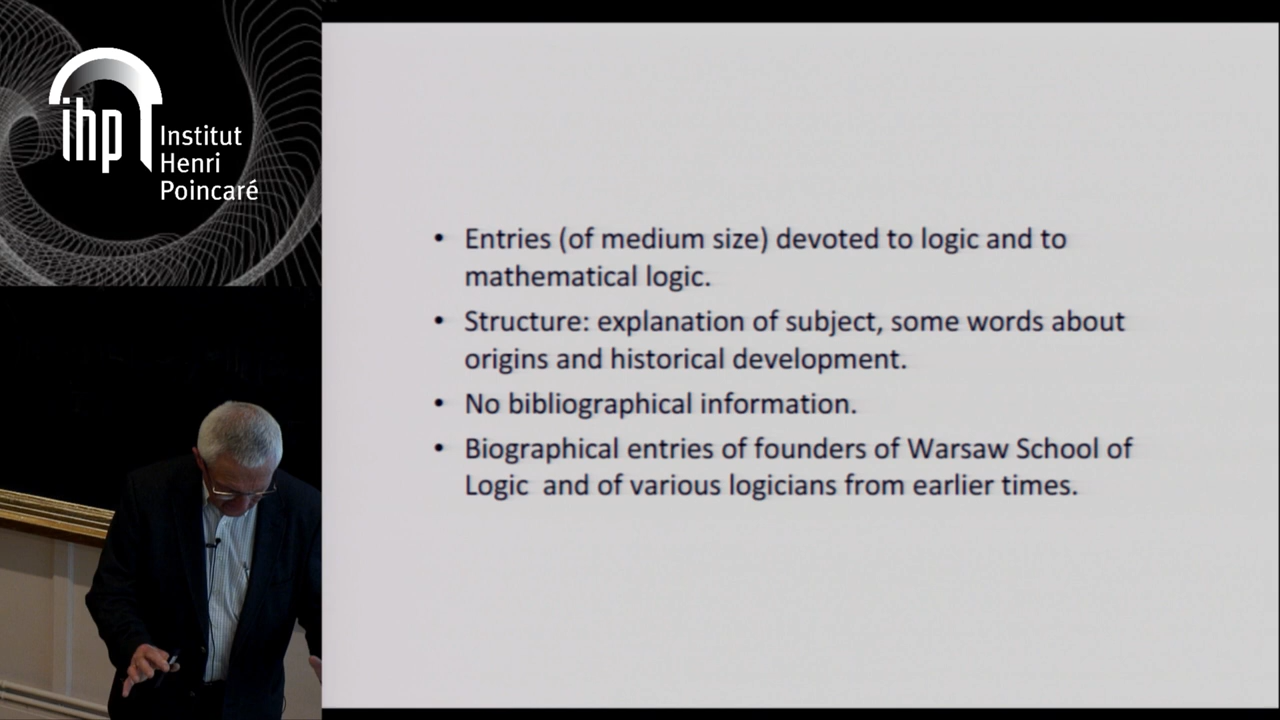 ihp
Institut
Henri
Poincaré
• Entries (of medium size) devoted to logic and to
mathematical logic.
• Structure: explanation of subject, some words about
origins and historical development.
• No bibliographical information.
• Biographical entries of founders of Warsaw School of
Logic and of various logicians from earlier times.